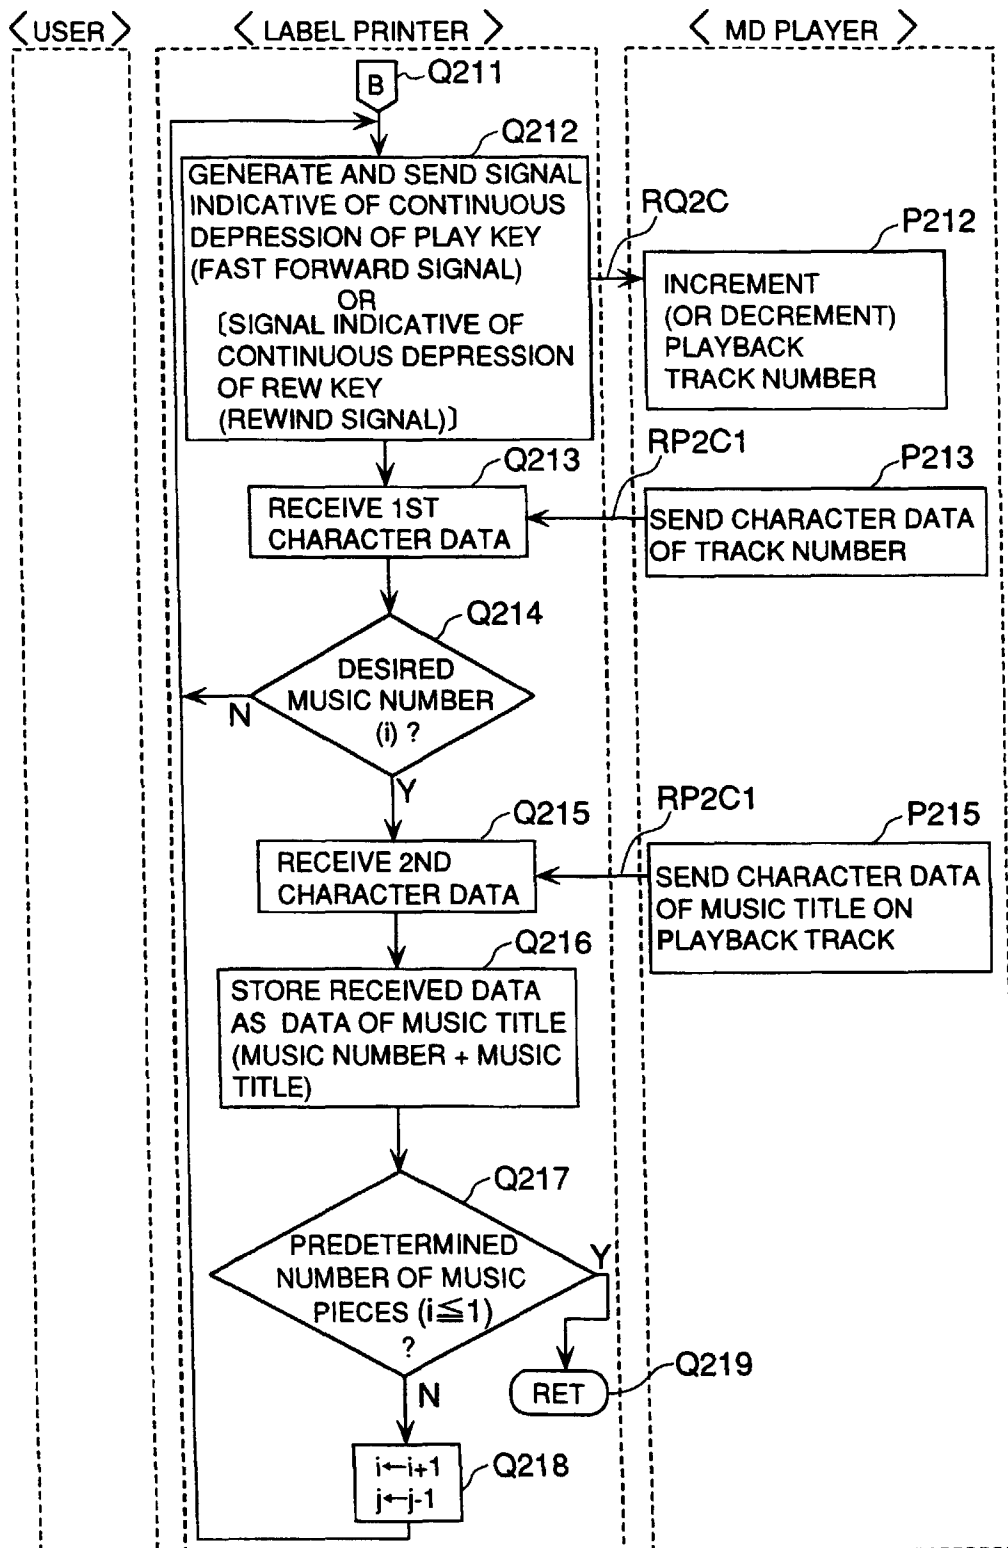 <USER>
<LABEL PRINTER>
<MD PLAYER>
B
Q211
Q212
GENERATE AND SEND SIGNAL
INDICATIVE OF CONTINUOUS
DEPRESSION OF PLAY KEY
(FAST FORWARD SIGNAL)
OR
〔SIGNAL INDICATIVE OF
CONTINUOUS DEPRESSION
OF REW KEY
(REWIND SIGNAL)〕
RQ2C
P212
INCREMENT
(OR DECREMENT)
PLAYBACK
TRACK NUMBER
Q213
RECEIVE 1ST
CHARACTER DATA
RP2C1
P213
SEND CHARACTER DATA
OF TRACK NUMBER
Q214
DESIRED
MUSIC NUMBER
(i) ?
N
Y
Q215
RECEIVE 2ND
CHARACTER DATA
RP2C1
P215
SEND CHARACTER DATA
OF MUSIC TITLE ON
PLAYBACK TRACK
Q216
STORE RECEIVED DATA
AS DATA OF MUSIC TITLE
(MUSIC NUMBER + MUSIC
TITLE)
Q217
PREDETERMINED
NUMBER OF MUSIC
PIECES (i≦1)
?
Y
N
RET
Q219
i←i+1
j←j-1
Q218